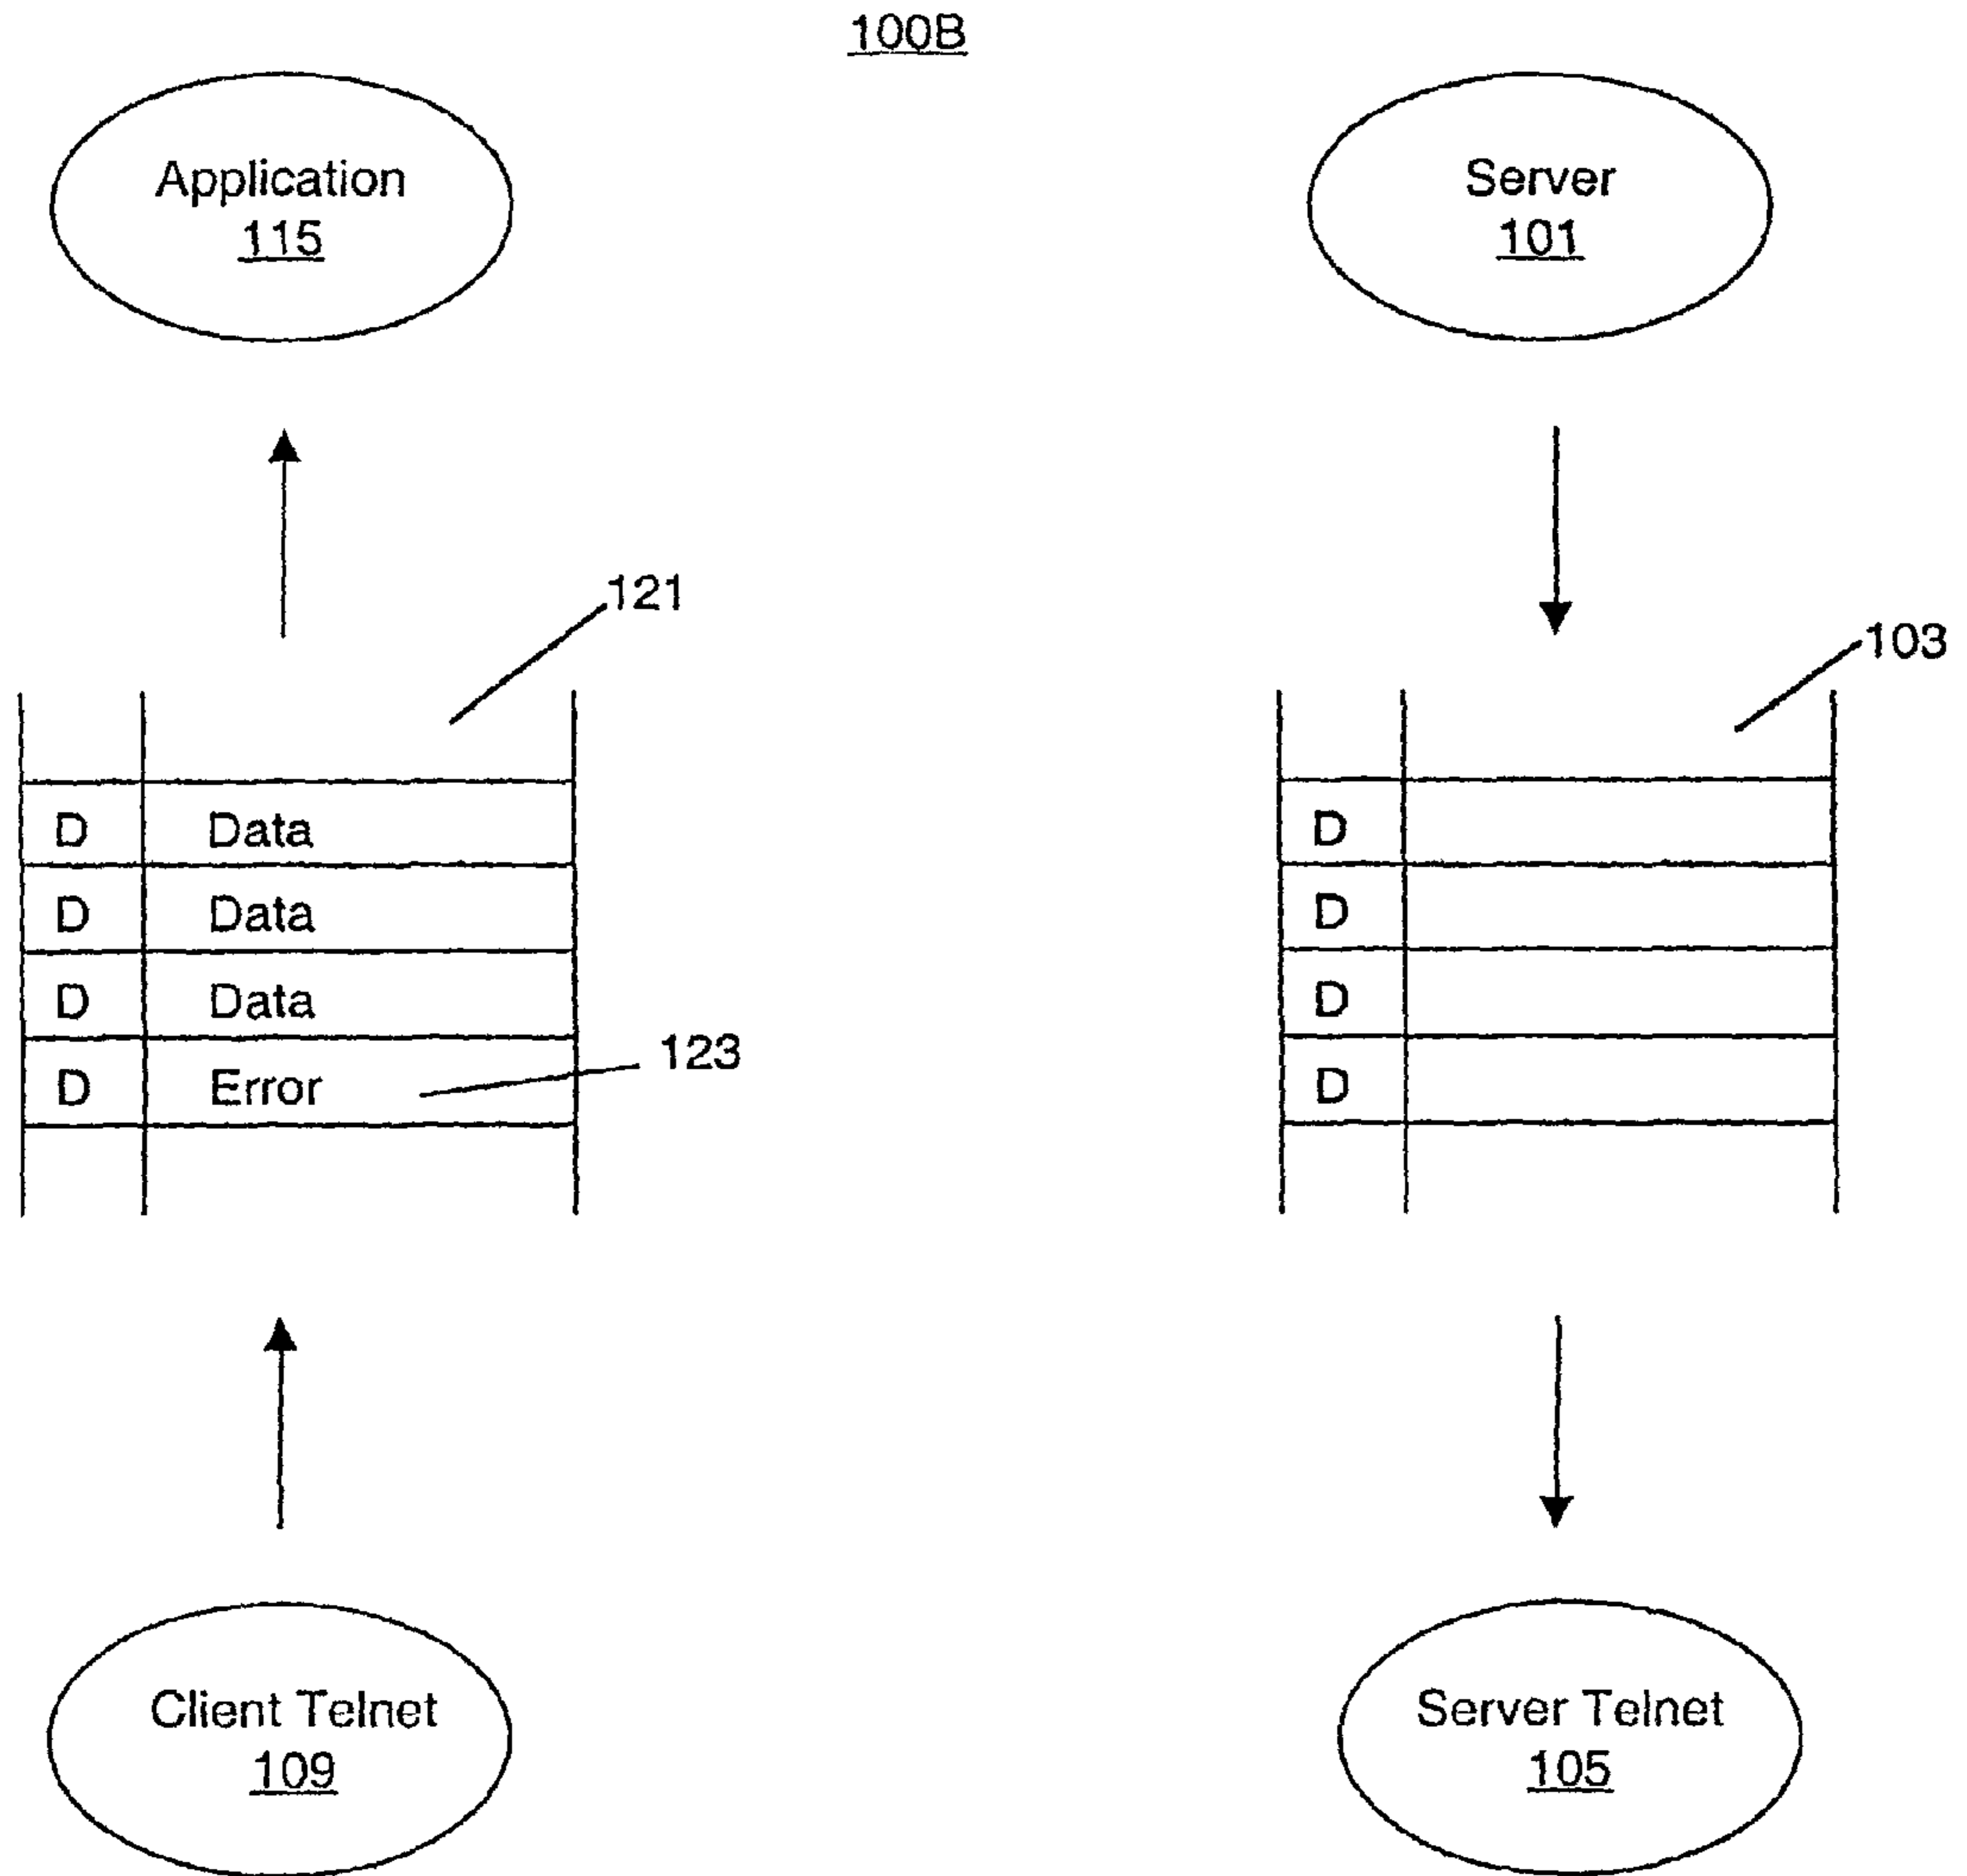 100B
Application
115
Server
101
121
103
D Data
D Data
D Data
D Error
123
D
D
D
D
Client Telnet
109
Server Telnet
105